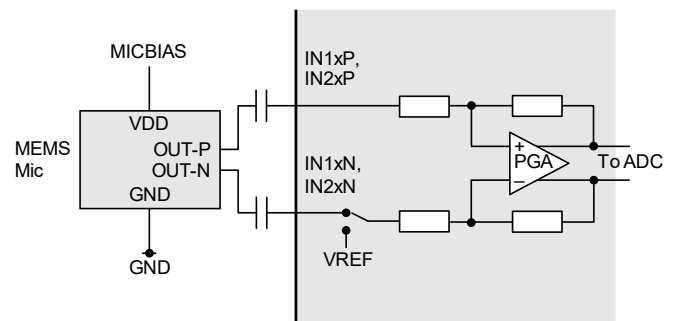 MICBIAS
IN1xP,
IN2xP
VDD
MEMS
Mic
OUT-P
OUT-N
GND
+
PGA
–
To ADC
IN1xN,
IN2xN
VREF
GND